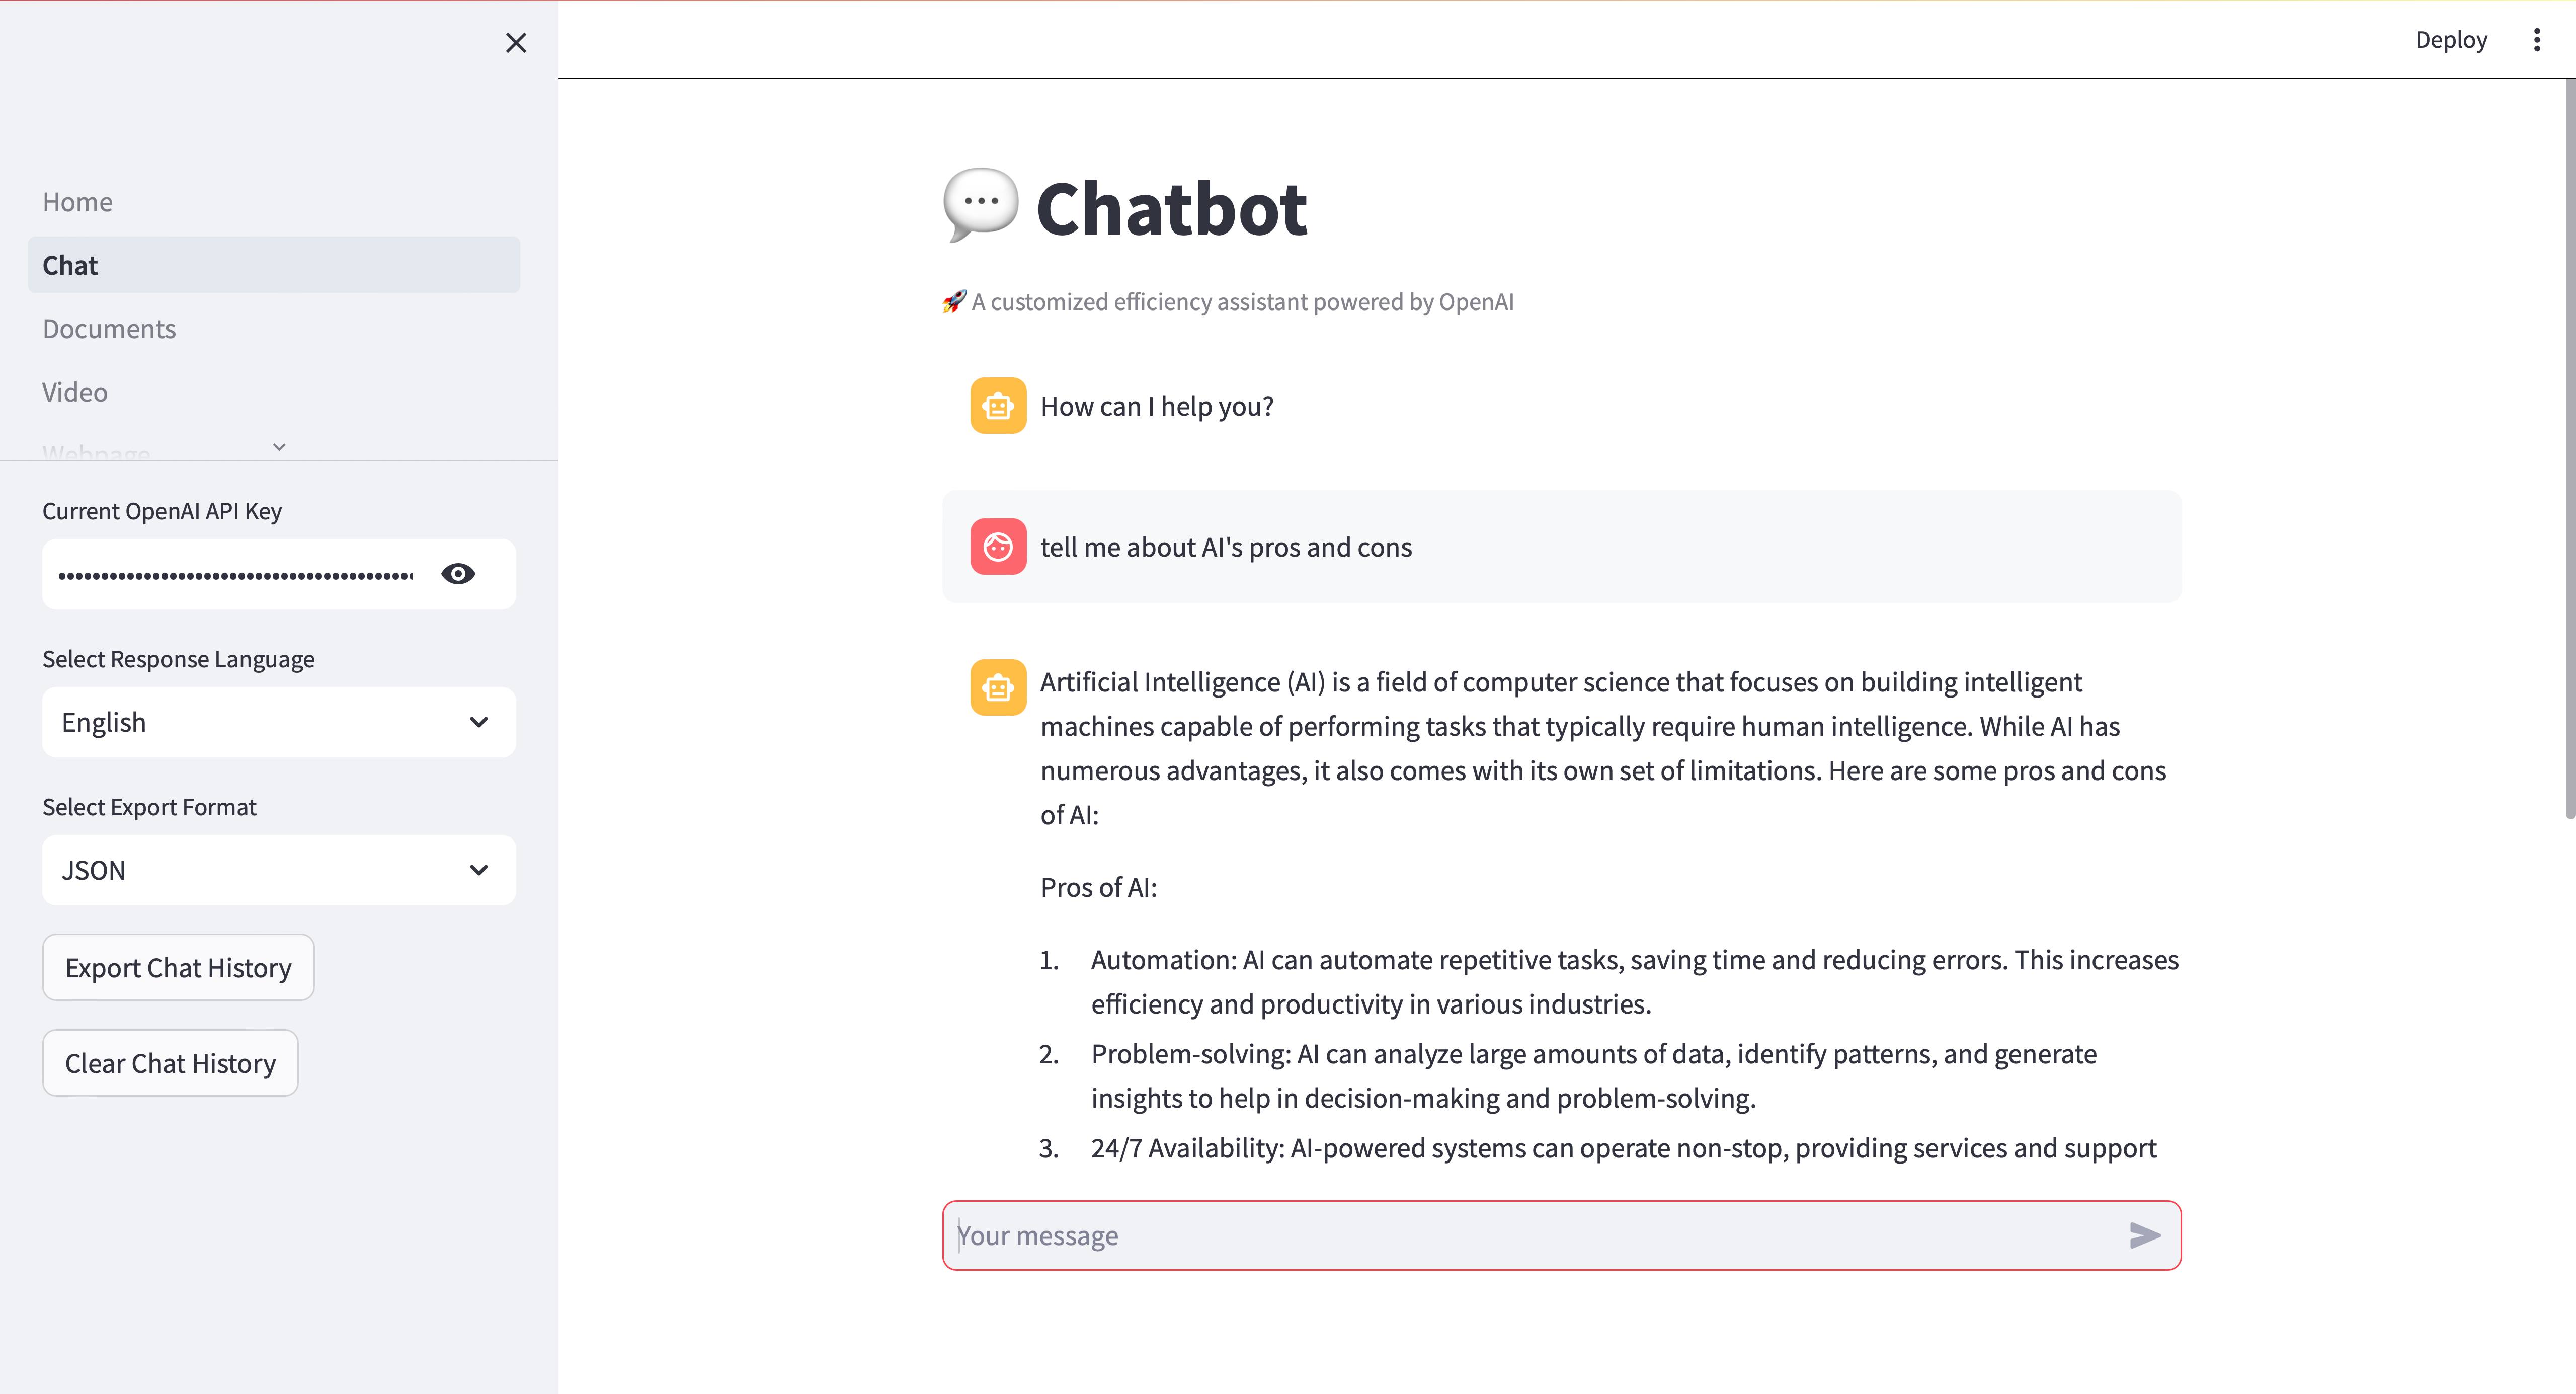 Deploy
Home
Chat
Documents
Video
Webpage
Current OpenAI API Key
Select Response Language
English
Select Export Format
JSON
Export Chat History
Clear Chat History
Chatbot
A customized efficiency assistant powered by OpenAI
How can I help you?
tell me about AI's pros and cons
Artificial Intelligence (AI) is a field of computer science that focuses on building intelligent
machines capable of performing tasks that typically require human intelligence. While AI has
numerous advantages, it also comes with its own set of limitations. Here are some pros and cons
of AI:
Pros of AI:
1. Automation: AI can automate repetitive tasks, saving time and reducing errors. This increases
efficiency and productivity in various industries.
2. Problem-solving: AI can analyze large amounts of data, identify patterns, and generate
insights to help in decision-making and problem-solving.
3. 24/7 Availability: AI-powered systems can operate non-stop, providing services and support
Your message